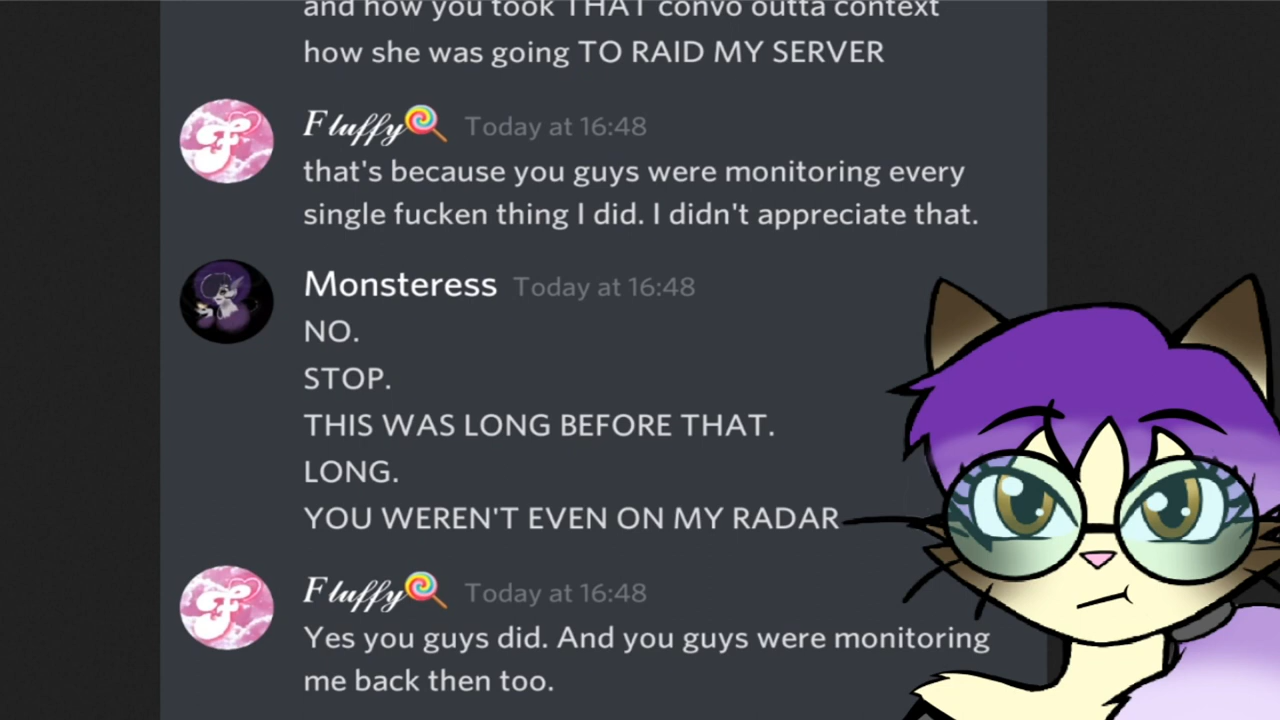 and how you took THAT convo outta context
how she was going TO RAID MY SERVER
Fluffy🍭 Today at 16:48
that's because you guys were monitoring every
single fucken thing I did. I didn't appreciate that.
Monsteress Today at 16:48
NO.
STOP.
THIS WAS LONG BEFORE THAT.
LONG.
YOU WEREN'T EVEN ON MY RADAR
Fluffy🍭 Today at 16:48
Yes you guys did. And you guys were monitoring
me back then too.